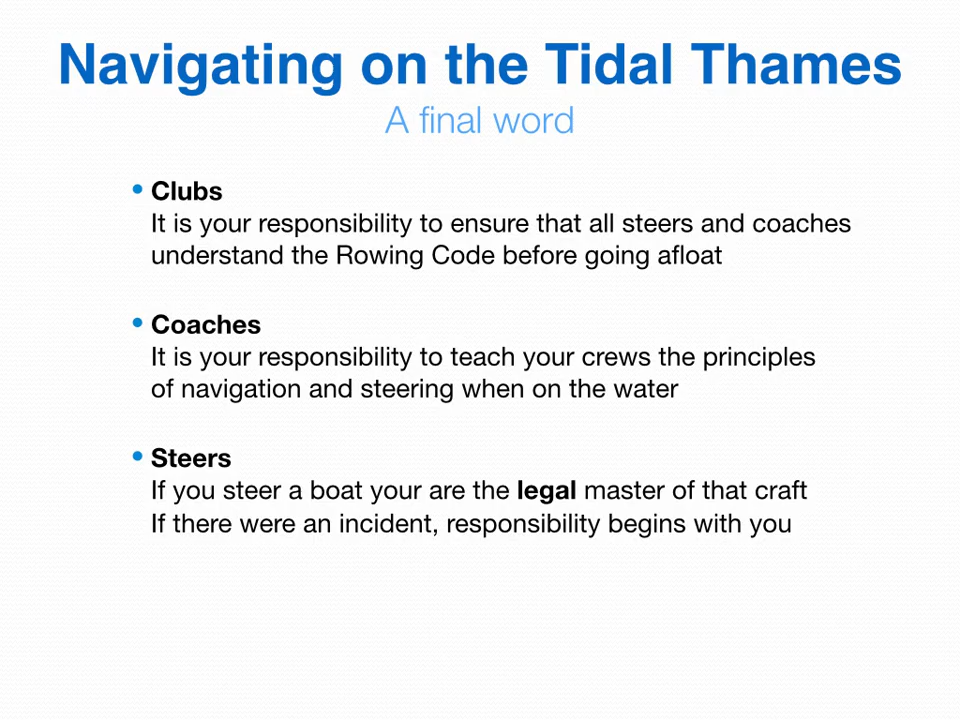 Navigating on the Tidal Thames
A final word
• Clubs
It is your responsibility to ensure that all steers and coaches
understand the Rowing Code before going afloat
• Coaches
It is your responsibility to teach your crews the principles
of navigation and steering when on the water
• Steers
If you steer a boat your are the legal master of that craft
If there were an incident, responsibility begins with you